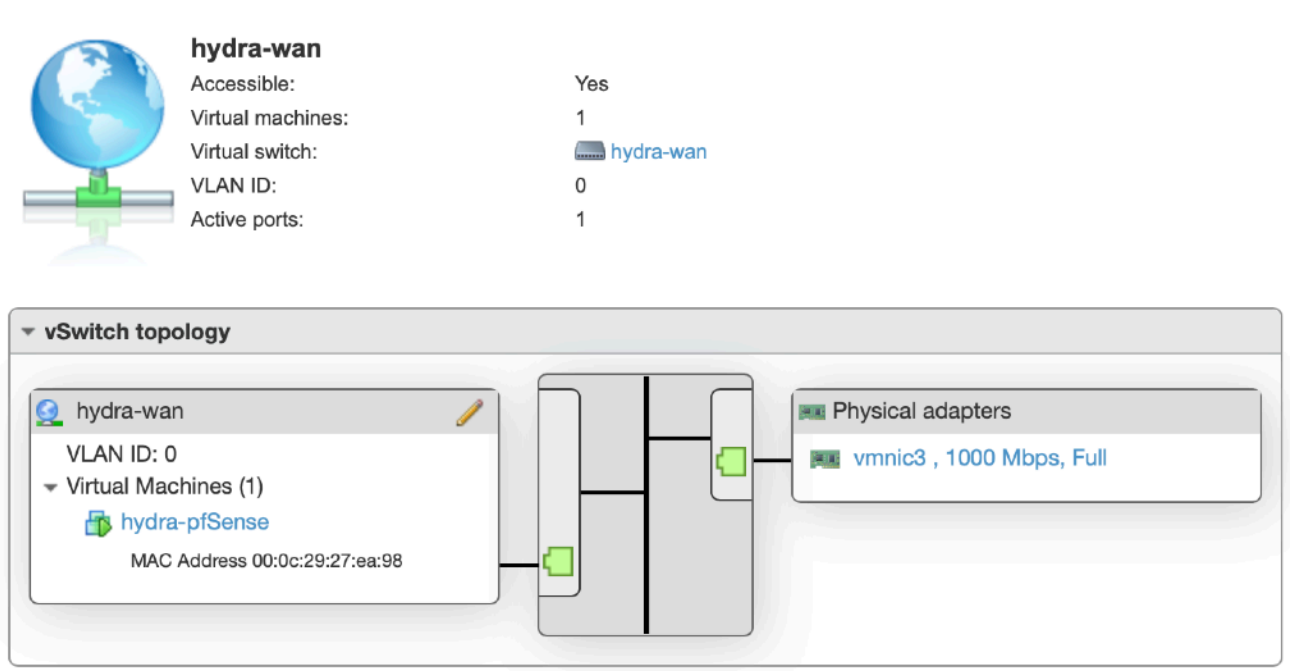 hydra-wan
Accessible: Yes
Virtual machines: 1
Virtual switch: hydra-wan
VLAN ID: 0
Active ports: 1
vSwitch topology
hydra-wan
VLAN ID: 0
Virtual Machines (1)
hydra-pfSense
MAC Address 00:0c:29:27:ea:98
Physical adapters
vmnic3 , 1000 Mbps, Full